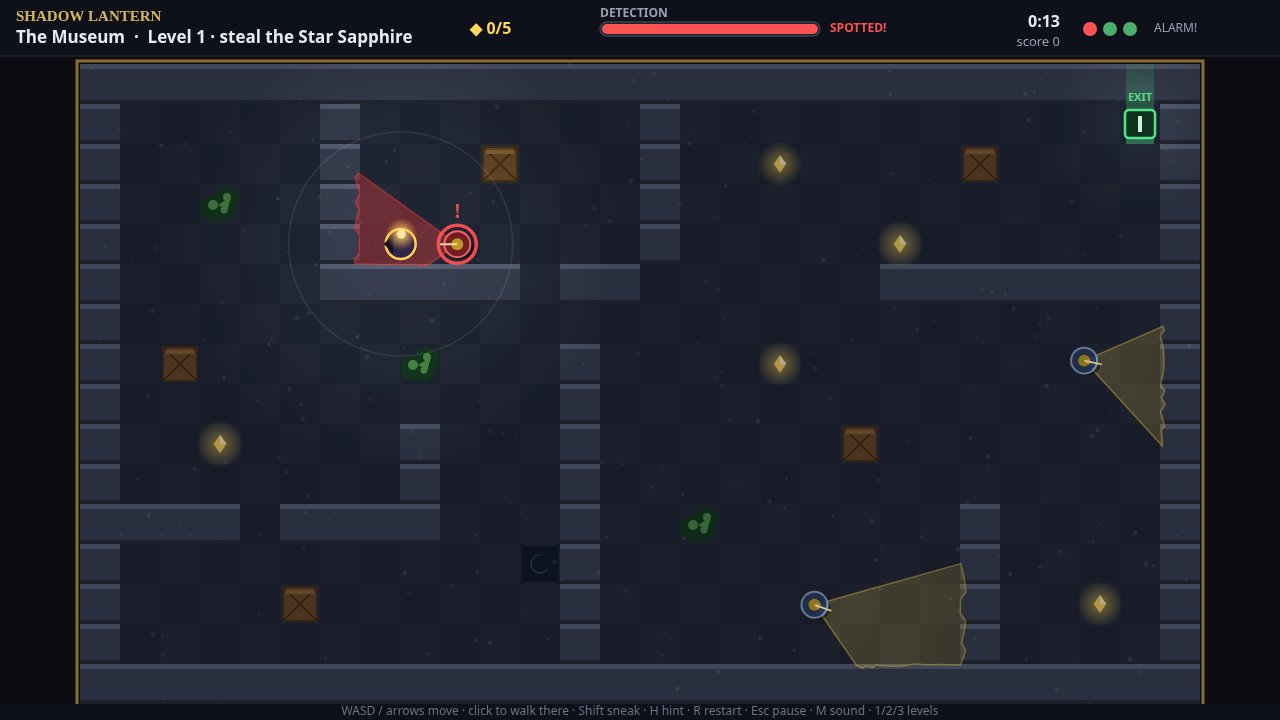 SHADOW LANTERN
The Museum · Level 1 · steal the Star Sapphire
◆ 0/5
DETECTION
SPOTTED!
0:13
score 0
ALARM!
EXIT
!
WASD / arrows move · click to walk there · Shift sneak · H hint · R restart · Esc pause · M sound · 1/2/3 levels